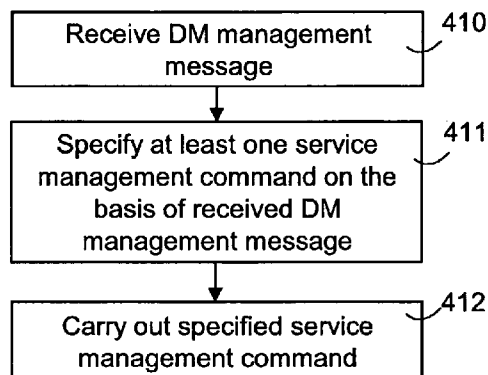 Receive DM management
message
410
Specify at least one service
management command on the
basis of received DM
management message
411
Carry out specified service
management command
412